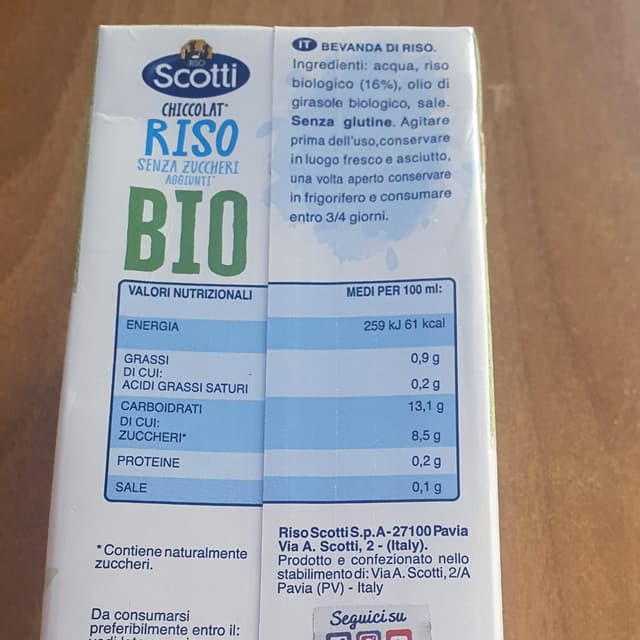 RISO
Scotti
CHICCOLAT*
RISO
SENZA ZUCCHERI
AGGIUNTI*
BIO
IT BEVANDA DI RISO.
Ingredienti: acqua, riso
biologico (16%), olio di
girasole biologico, sale.
Senza glutine. Agitare
prima dell'uso,conservare
in luogo fresco e asciutto,
una volta aperto conservare
in frigorifero e consumare
entro 3/4 giorni.
VALORI NUTRIZIONALI MEDI PER 100 ml:
ENERGIA 259 kJ 61 kcal
GRASSI 0,9 g
DI CUI:
ACIDI GRASSI SATURI 0,2 g
CARBOIDRATI 13,1 g
DI CUI:
ZUCCHERI* 8,5 g
PROTEINE 0,2 g
SALE 0,1 g
*Contiene naturalmente
zuccheri.
Da consumarsi
preferibilmente entro il:
Riso Scotti S.p.A-27100 Pavia
Via A. Scotti, 2 - (Italy).
Prodotto e confezionato nello
stabilimento di: Via A. Scotti, 2/A
Pavia (PV) - Italy
Seguici su